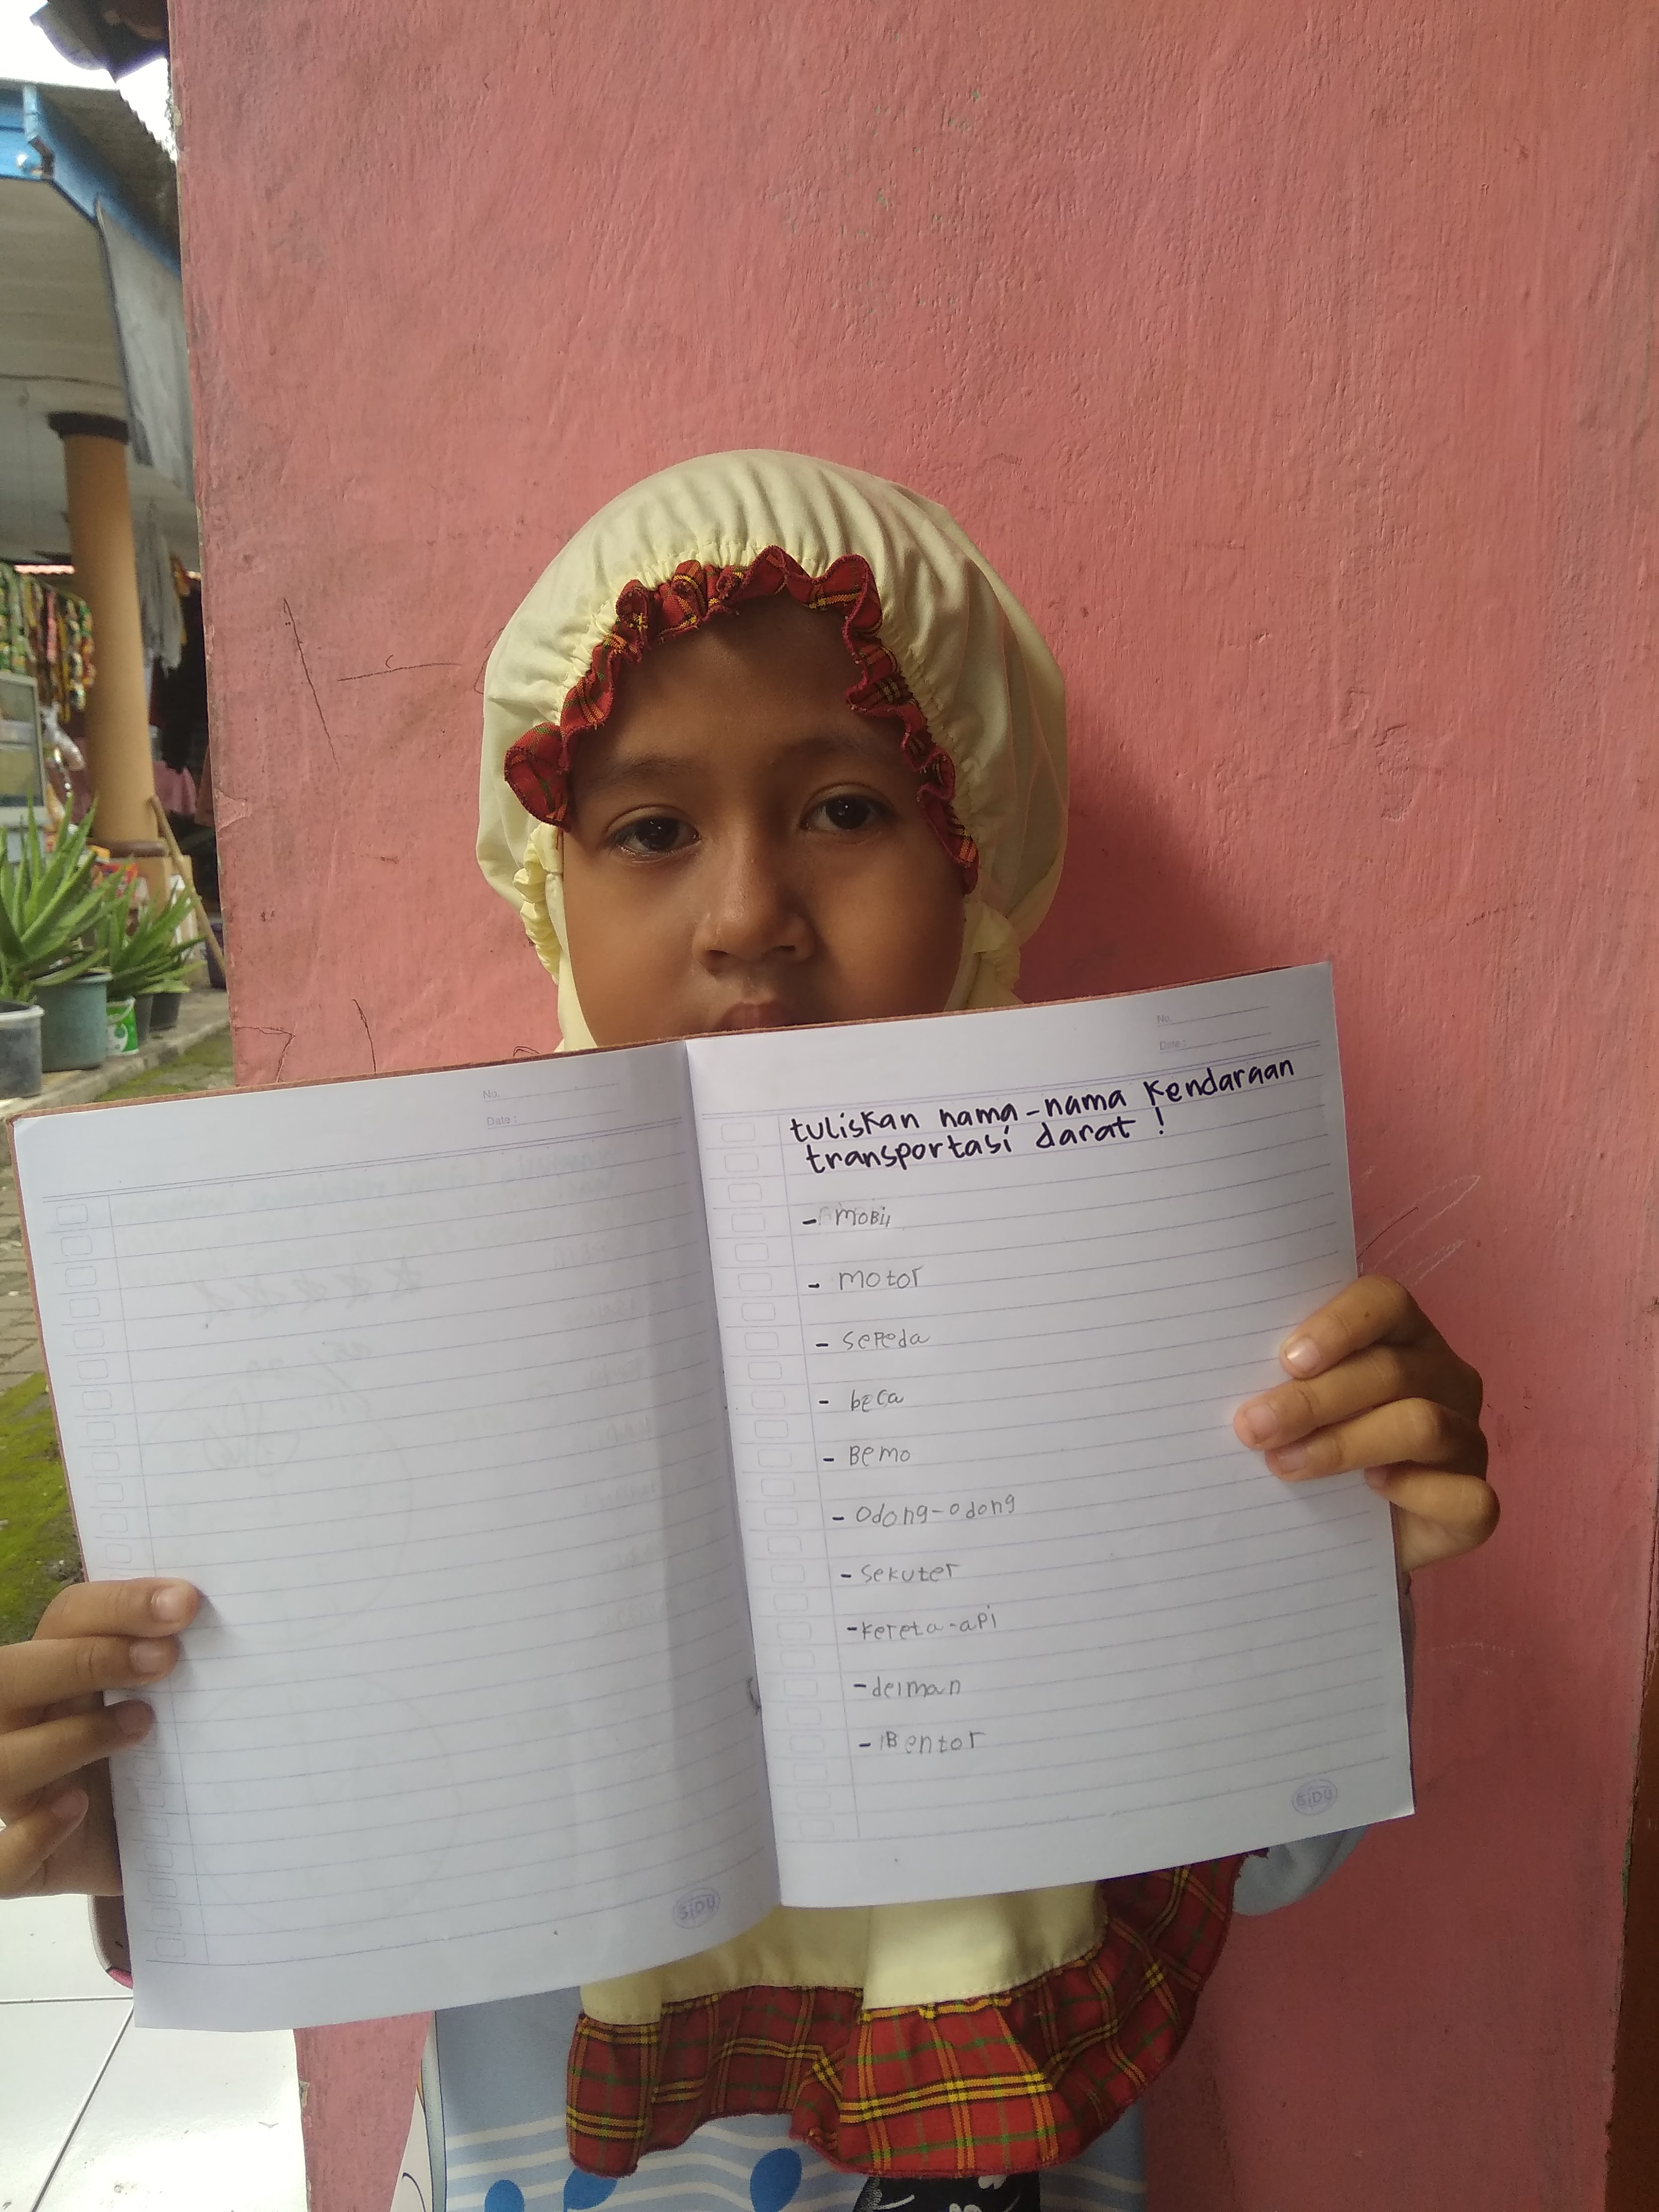 No.
Date :
No.
Date :
tuliskan nama-nama kendaraan
transportasi darat !
- mobil
- motor
- sepeda
- beca
- Bemo
- odong-odong
- sekuter
- kereta-api
- delman
- Bentor
SiDU
SiDU